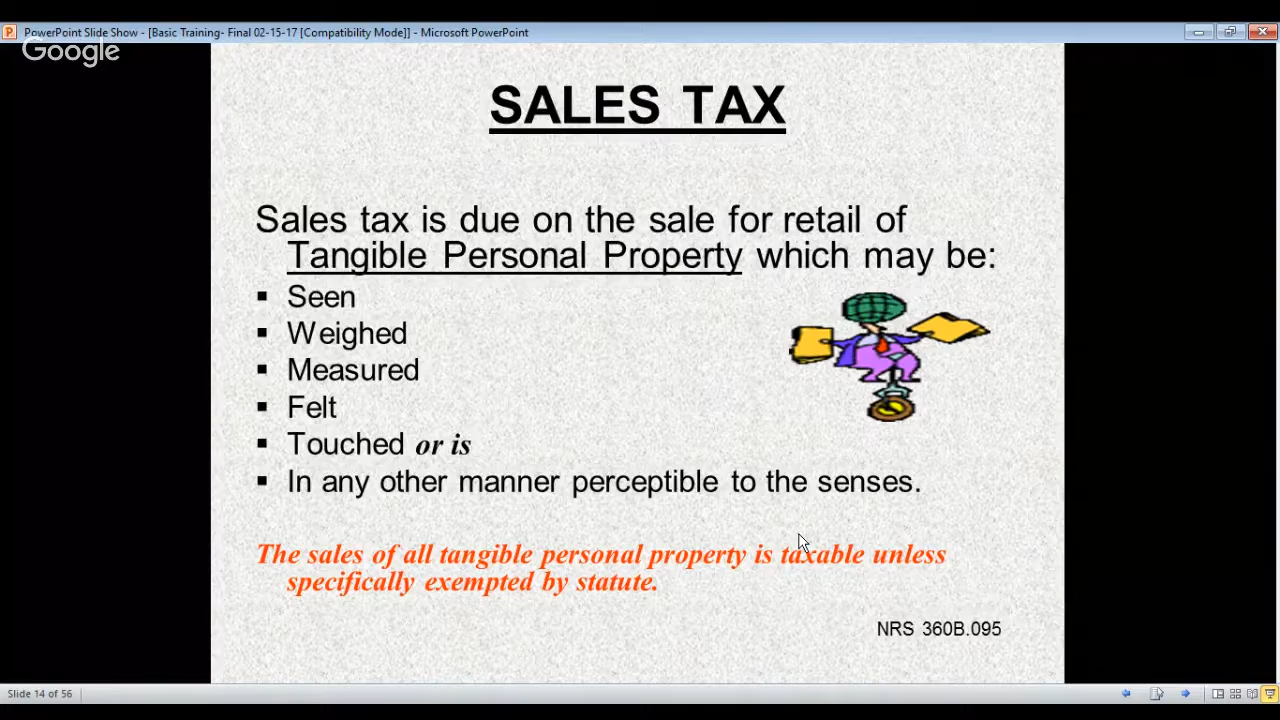 PowerPoint Slide Show - [Basic Training- Final 02-15-17 [Compatibility Mode]] - Microsoft PowerPoint
Google
SALES TAX
Sales tax is due on the sale for retail of
Tangible Personal Property which may be:
▪ Seen
▪ Weighed
▪ Measured
▪ Felt
▪ Touched or is
▪ In any other manner perceptible to the senses.
The sales of all tangible personal property is taxable unless
specifically exempted by statute.
NRS 360B.095
Slide 14 of 56